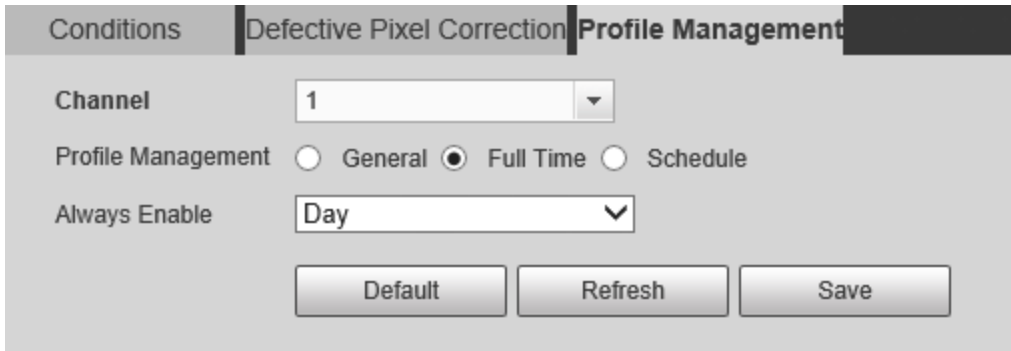 Conditions Defective Pixel Correction Profile Management
Channel 1
Profile Management General Full Time Schedule
Always Enable Day
Default Refresh Save